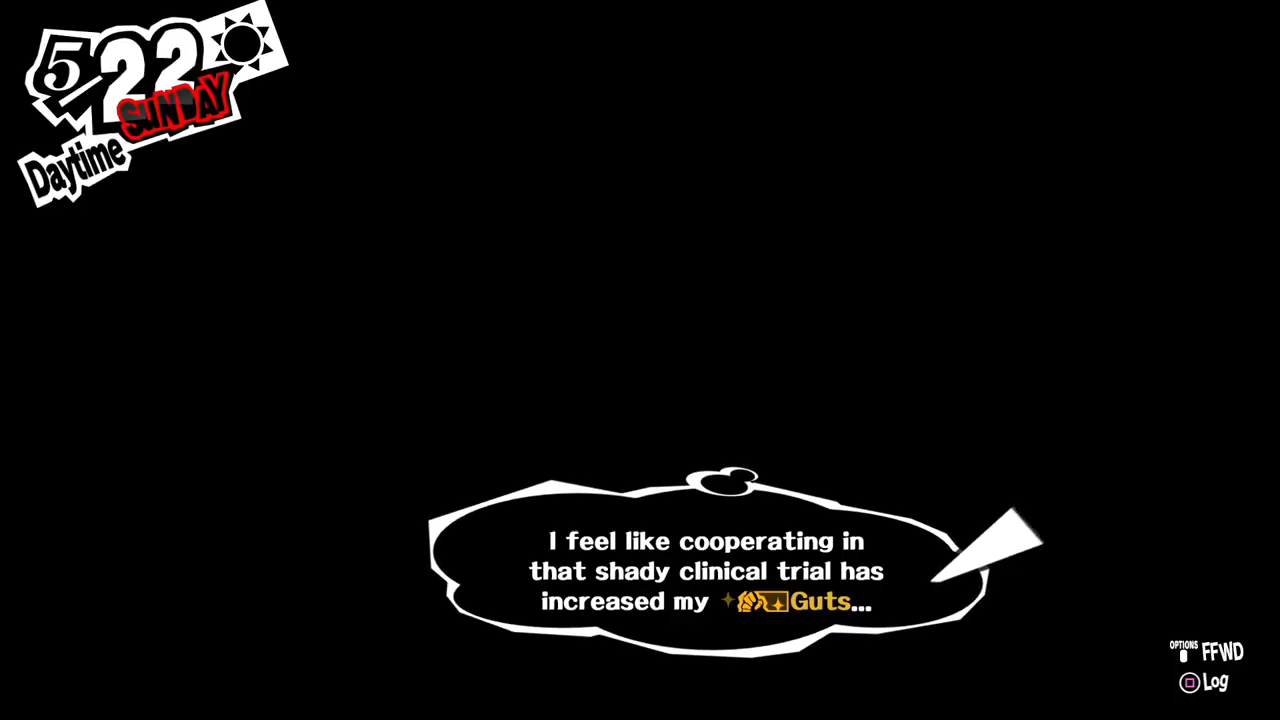 5/22
SUNDAY
Daytime
I feel like cooperating in
that shady clinical trial has
increased my Guts...
OPTIONS FFWD
Log